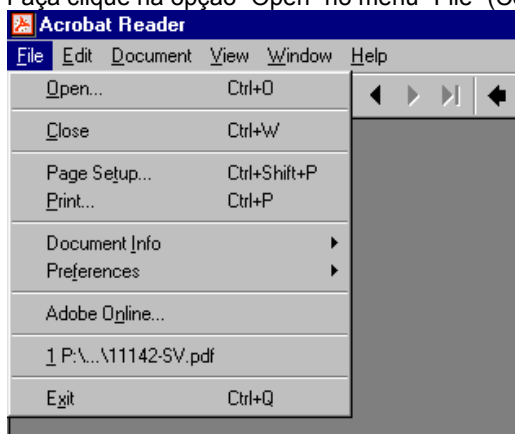 Faça clique na opção "Open" no menu "File" (
Acrobat Reader
File Edit Document View Window Help
Open... Ctrl+O
Close Ctrl+W
Page Setup... Ctrl+Shift+P
Print... Ctrl+P
Document Info
Preferences
Adobe Online...
1 P:\...\11142-SV.pdf
Exit Ctrl+Q